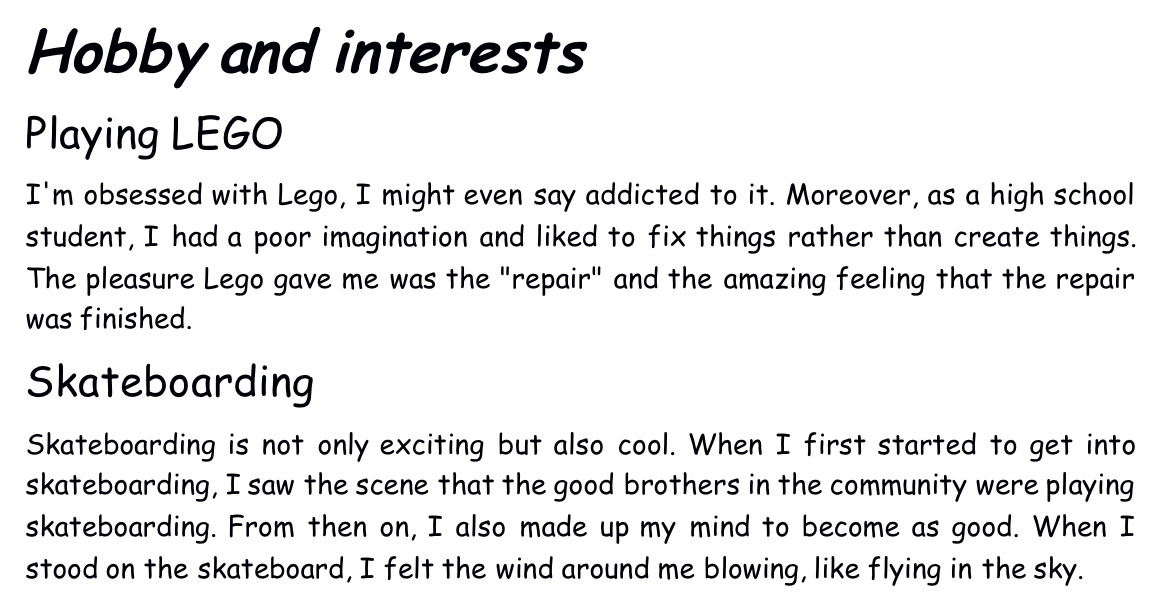 Hobby and interests
Playing LEGO
I'm obsessed with Lego, I might even say addicted to it. Moreover, as a high school
student, I had a poor imagination and liked to fix things rather than create things.
The pleasure Lego gave me was the "repair" and the amazing feeling that the repair
was finished.
Skateboarding
Skateboarding is not only exciting but also cool. When I first started to get into
skateboarding, I saw the scene that the good brothers in the community were playing
skateboarding. From then on, I also made up my mind to become as good. When I
stood on the skateboard, I felt the wind around me blowing, like flying in the sky.